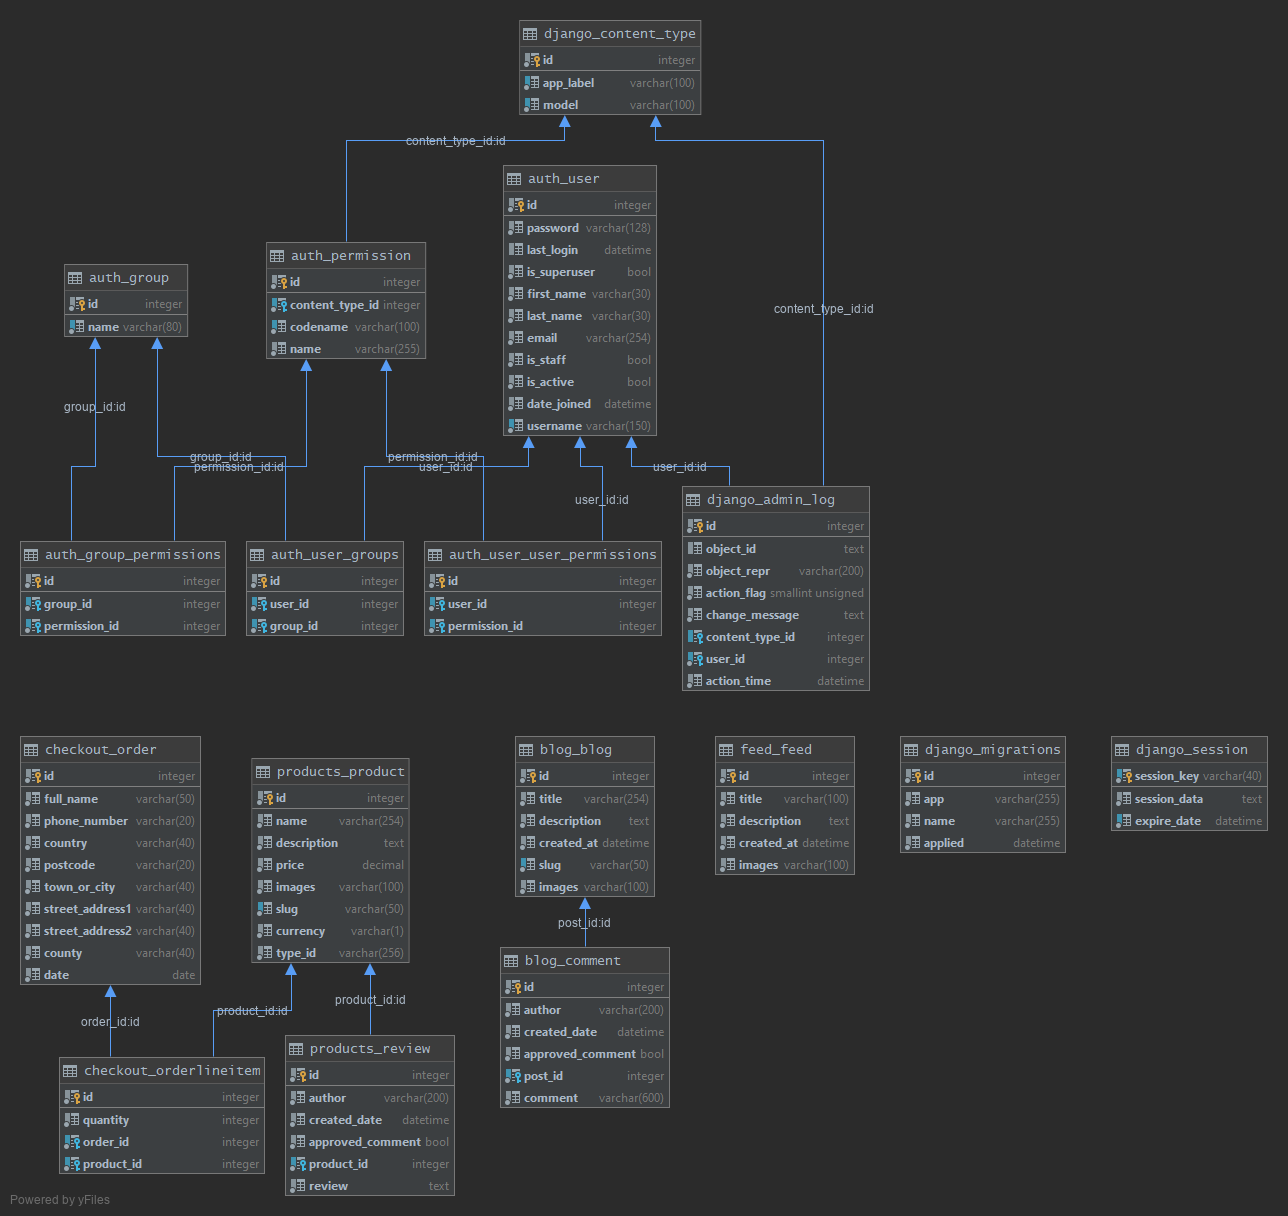 django_content_type
id integer
app_label varchar(100)
model varchar(100)
content_type_id:id
auth_user
id integer
password varchar(128)
last_login datetime
is_superuser bool
first_name varchar(30)
last_name varchar(30)
email varchar(254)
is_staff bool
is_active bool
date_joined datetime
username varchar(150)
auth_permission
id integer
content_type_id integer
codename varchar(100)
name varchar(255)
auth_group
id integer
name varchar(80)
content_type_id:id
group_id:id
group_id:id
permission_id:id
permission_id:id
user_id:id
user_id:id
user_id:id
django_admin_log
id integer
object_id text
object_repr varchar(200)
action_flag smallint unsigned
change_message text
content_type_id integer
user_id integer
action_time datetime
auth_group_permissions
id integer
group_id integer
permission_id integer
auth_user_groups
id integer
user_id integer
group_id integer
auth_user_user_permissions
id integer
user_id integer
permission_id integer
checkout_order
id integer
full_name varchar(50)
phone_number varchar(20)
country varchar(40)
postcode varchar(20)
town_or_city varchar(40)
street_address1 varchar(40)
street_address2 varchar(40)
county varchar(40)
date date
products_product
id integer
name varchar(254)
description text
price decimal
images varchar(100)
slug varchar(50)
currency varchar(1)
type_id varchar(256)
blog_blog
id integer
title varchar(254)
description text
created_at datetime
slug varchar(50)
images varchar(100)
feed_feed
id integer
title varchar(100)
description text
created_at datetime
images varchar(100)
django_migrations
id integer
app varchar(255)
name varchar(255)
applied datetime
django_session
session_key varchar(40)
session_data text
expire_date datetime
post_id:id
order_id:id
product_id:id
product_id:id
blog_comment
id integer
author varchar(200)
created_date datetime
approved_comment bool
post_id integer
comment varchar(600)
products_review
id integer
author varchar(200)
created_date datetime
approved_comment bool
product_id integer
review text
checkout_orderlineitem
id integer
quantity integer
order_id integer
product_id integer
Powered by yFiles